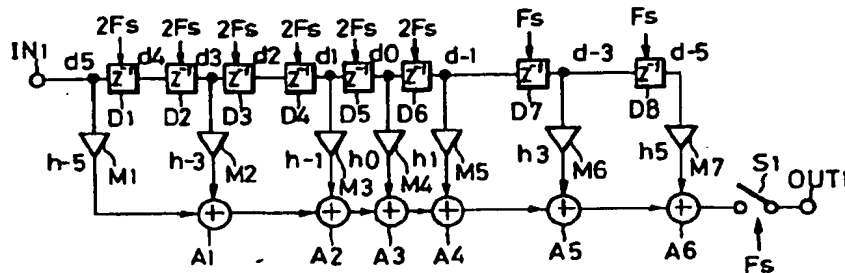 2Fs 2Fs 2Fs 2Fs 2Fs 2Fs Fs Fs
IN1 d5 d4 d3 d2 d1 d0 d-1 d-3 d-5
Z⁻¹ Z⁻¹ Z⁻¹ Z⁻¹ Z⁻¹ Z⁻¹ Z⁻¹ Z⁻¹
D1 D2 D3 D4 D5 D6 D7 D8
h-5 M1 h-3 M2 h-1 M3 h0 M4 h1 M5 h3 M6 h5 M7 S1 OUT1
+ + + + + +
A1 A2 A3 A4 A5 A6 Fs